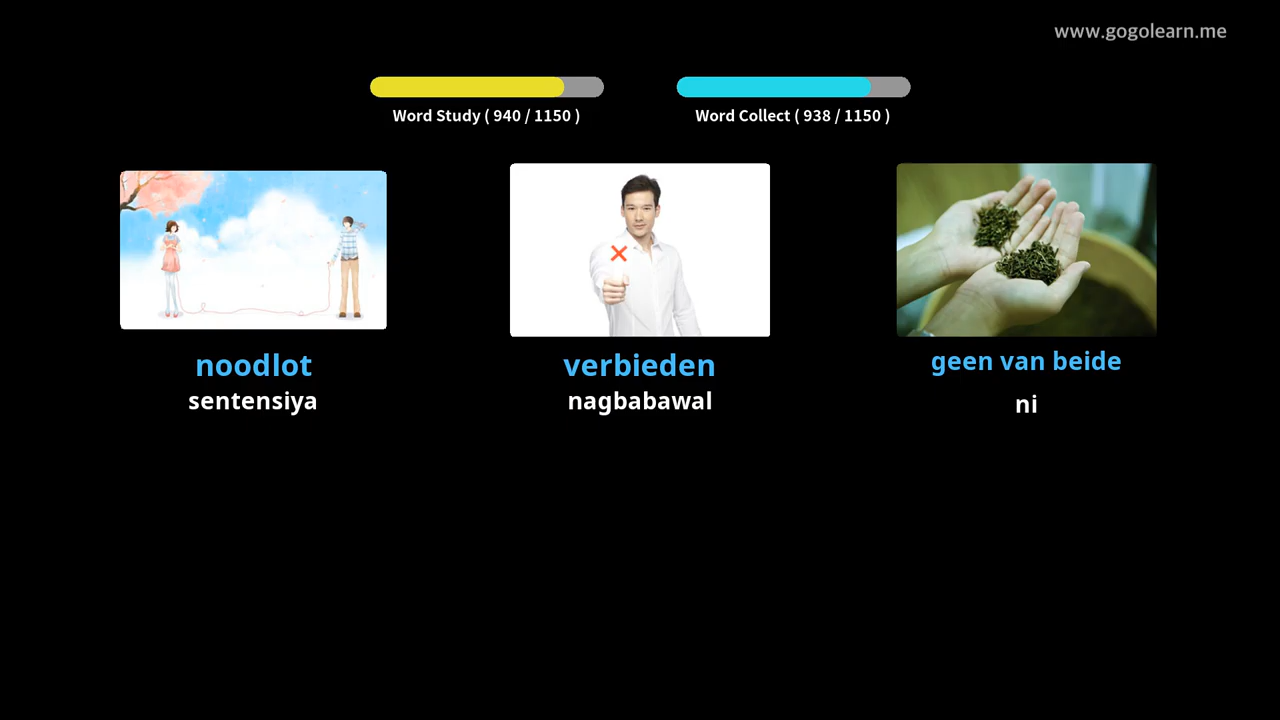 www.gogolearn.me
Word Study ( 940 / 1150 )
Word Collect ( 938 / 1150 )
noodlot
sentensiya
verbieden
nagbabawal
geen van beide
ni